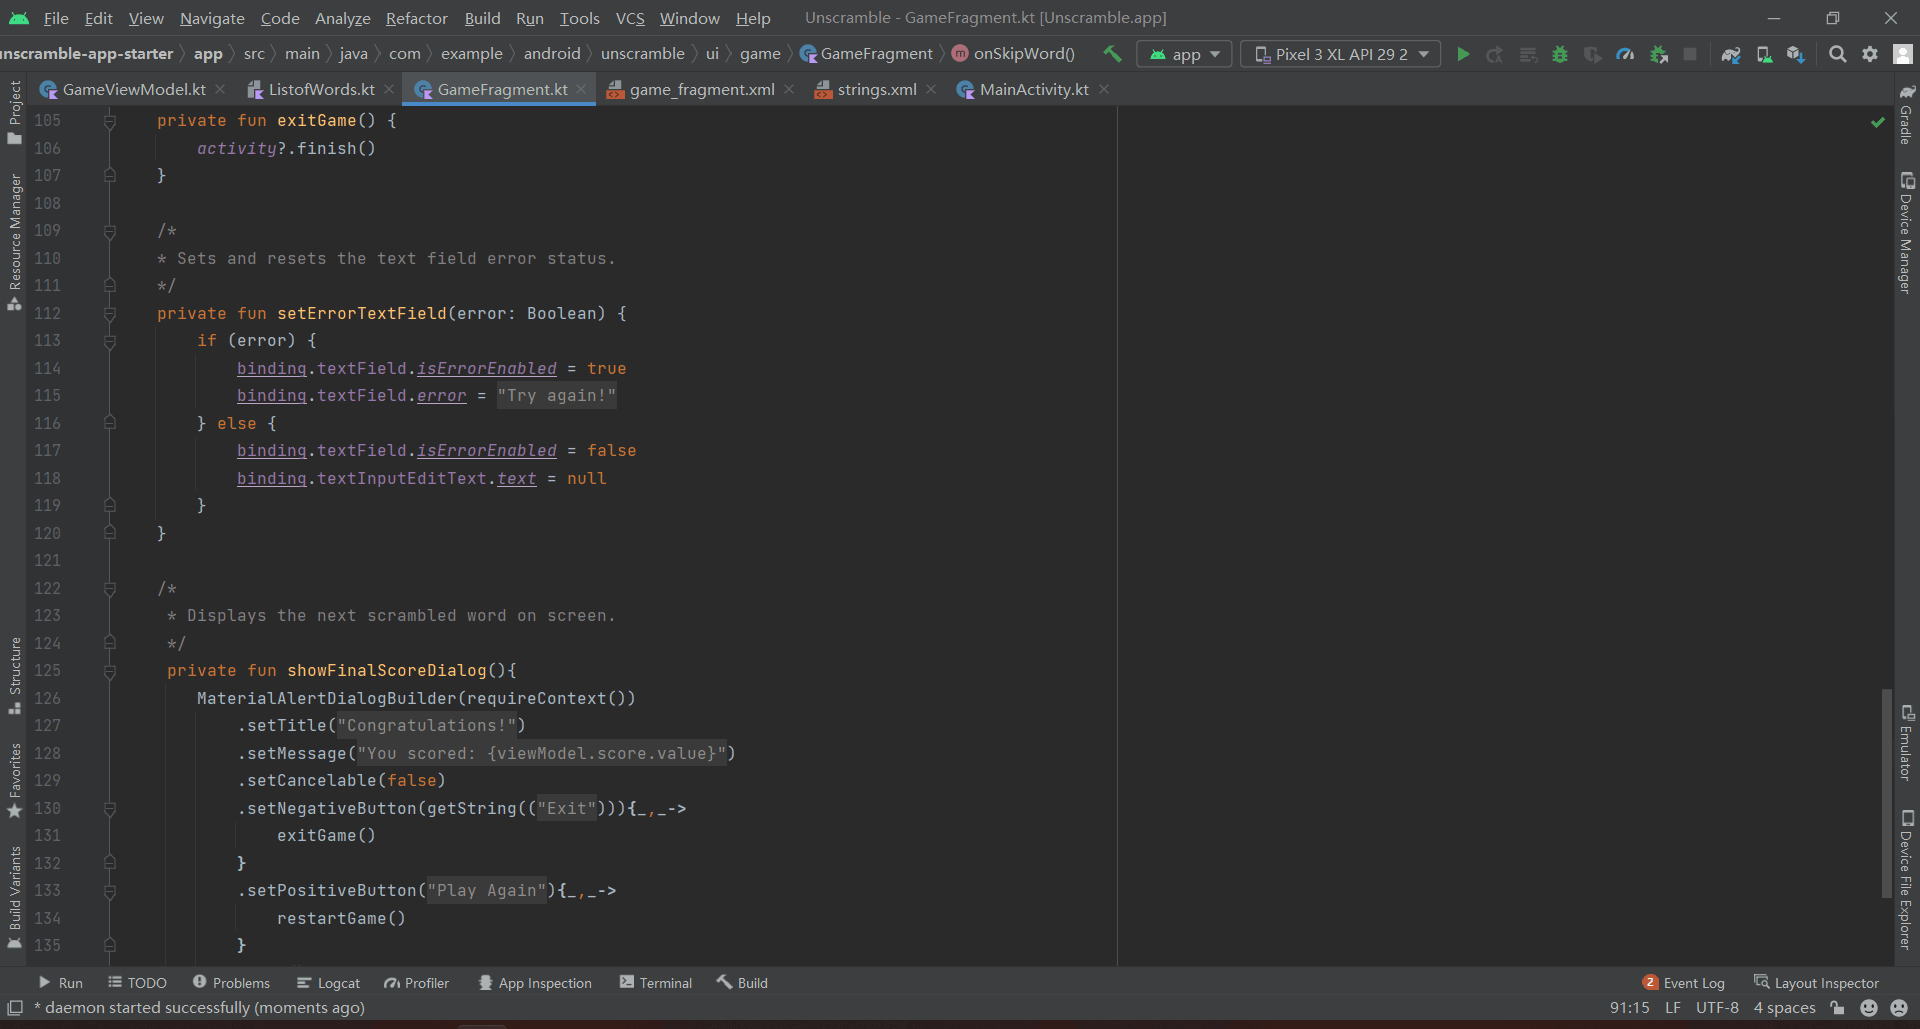 File Edit View Navigate Code Analyze Refactor Build Run Tools VCS Window Help Unscramble - GameFragment.kt [Unscramble.app]
unscramble-app-starter app src main java com example android unscramble ui game GameFragment m onSkipWord() app Pixel 3 XL API 29 2
GameViewModel.kt ListofWords.kt GameFragment.kt game_fragment.xml strings.xml MainActivity.kt
Project
Resource Manager
Structure
Favorites
Build Variants
105 private fun exitGame() {
106 activity?.finish()
107 }
108
109 /*
110 * Sets and resets the text field error status.
111 */
112 private fun setErrorTextField(error: Boolean) {
113 if (error) {
114 binding.textField.isErrorEnabled = true
115 binding.textField.error = "Try again!"
116 } else {
117 binding.textField.isErrorEnabled = false
118 binding.textInputEditText.text = null
119 }
120 }
121
122 /*
123 * Displays the next scrambled word on screen.
124 */
125 private fun showFinalScoreDialog(){
126 MaterialAlertDialogBuilder(requireContext())
127 .setTitle("Congratulations!")
128 .setMessage("You scored: {viewModel.score.value}")
129 .setCancelable(false)
130 .setNegativeButton(getString(("Exit"))){_,_->
131 exitGame()
132 }
133 .setPositiveButton("Play Again"){_,_->
134 restartGame()
135 }
Gradle
Device Manager
Emulator
Device File Explorer
Run TODO Problems Logcat Profiler App Inspection Terminal Build 2 Event Log Layout Inspector
* daemon started successfully (moments ago) 91:15 LF UTF-8 4 spaces